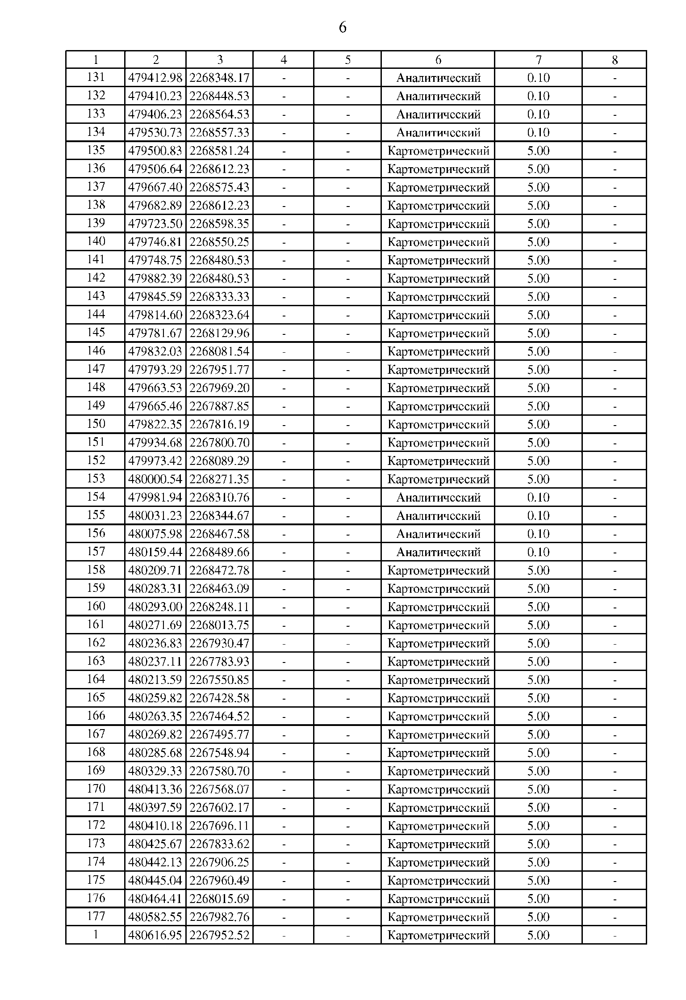 6
1 2 3 4 5 6 7 8
131 479412.98 2268348.17 - - Аналитический 0.10 -
132 479410.23 2268448.53 - - Аналитический 0.10 -
133 479406.23 2268564.53 - - Аналитический 0.10 -
134 479530.73 2268557.33 - - Аналитический 0.10 -
135 479500.83 2268581.24 - - Картометрический 5.00 -
136 479506.64 2268612.23 - - Картометрический 5.00 -
137 479667.40 2268575.43 - - Картометрический 5.00 -
138 479682.89 2268612.23 - - Картометрический 5.00 -
139 479723.50 2268598.35 - - Картометрический 5.00 -
140 479746.81 2268550.25 - - Картометрический 5.00 -
141 479748.75 2268480.53 - - Картометрический 5.00 -
142 479882.39 2268480.53 - - Картометрический 5.00 -
143 479845.59 2268333.33 - - Картометрический 5.00 -
144 479814.60 2268323.64 - - Картометрический 5.00 -
145 479781.67 2268129.96 - - Картометрический 5.00 -
146 479832.03 2268081.54 - - Картометрический 5.00 -
147 479793.29 2267951.77 - - Картометрический 5.00 -
148 479663.53 2267969.20 - - Картометрический 5.00 -
149 479665.46 2267887.85 - - Картометрический 5.00 -
150 479822.35 2267816.19 - - Картометрический 5.00 -
151 479934.68 2267800.70 - - Картометрический 5.00 -
152 479973.42 2268089.29 - - Картометрический 5.00 -
153 480000.54 2268271.35 - - Картометрический 5.00 -
154 479981.94 2268310.76 - - Аналитический 0.10 -
155 480031.23 2268344.67 - - Аналитический 0.10 -
156 480075.98 2268467.58 - - Аналитический 0.10 -
157 480159.44 2268489.66 - - Аналитический 0.10 -
158 480209.71 2268472.78 - - Картометрический 5.00 -
159 480283.31 2268463.09 - - Картометрический 5.00 -
160 480293.00 2268248.11 - - Картометрический 5.00 -
161 480271.69 2268013.75 - - Картометрический 5.00 -
162 480236.83 2267930.47 - - Картометрический 5.00 -
163 480237.11 2267783.93 - - Картометрический 5.00 -
164 480213.59 2267550.85 - - Картометрический 5.00 -
165 480259.82 2267428.58 - - Картометрический 5.00 -
166 480263.35 2267464.52 - - Картометрический 5.00 -
167 480269.82 2267495.77 - - Картометрический 5.00 -
168 480285.68 2267548.94 - - Картометрический 5.00 -
169 480329.33 2267580.70 - - Картометрический 5.00 -
170 480413.36 2267568.07 - - Картометрический 5.00 -
171 480397.59 2267602.17 - - Картометрический 5.00 -
172 480410.18 2267696.11 - - Картометрический 5.00 -
173 480425.67 2267833.62 - - Картометрический 5.00 -
174 480442.13 2267906.25 - - Картометрический 5.00 -
175 480445.04 2267960.49 - - Картометрический 5.00 -
176 480464.41 2268015.69 - - Картометрический 5.00 -
177 480582.55 2267982.76 - - Картометрический 5.00 -
1 480616.95 2267952.52 - - Картометрический 5.00 -